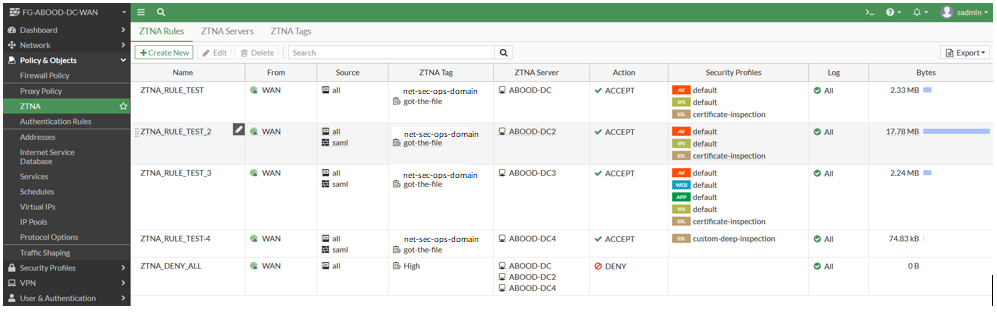 FG-ABOOD-DC-WAN
sadmin
Dashboard
Network
Policy & Objects
Firewall Policy
Proxy Policy
ZTNA
Authentication Rules
Addresses
Internet Service
Database
Services
Schedules
Virtual IPs
IP Pools
Protocol Options
Traffic Shaping
Security Profiles
VPN
User & Authentication
ZTNA Rules ZTNA Servers ZTNA Tags
+Create New Edit Delete Search Export
Name From Source ZTNA Tag ZTNA Server Action Security Profiles Log Bytes
ZTNA_RULE_TEST WAN all net-sec-ops-domain ABOOD-DC ACCEPT AV default All 2.33 MB
got-the-file IPS default
SSL certificate-inspection
ZTNA_RULE_TEST_2 WAN all net-sec-ops-domain ABOOD-DC2 ACCEPT AV default All 17.78 MB
saml got-the-file IPS default
SSL certificate-inspection
ZTNA_RULE_TEST_3 WAN all net-sec-ops-domain ABOOD-DC3 ACCEPT AV default All 2.24 MB
saml got-the-file WEB default
APP default
IPS default
SSL certificate-inspection
ZTNA_RULE_TEST-4 WAN all net-sec-ops-domain ABOOD-DC4 ACCEPT SSL custom-deep-inspection All 74.83 kB
saml got-the-file
ZTNA_DENY_ALL WAN all High ABOOD-DC DENY All 0 B
ABOOD-DC2
ABOOD-DC4